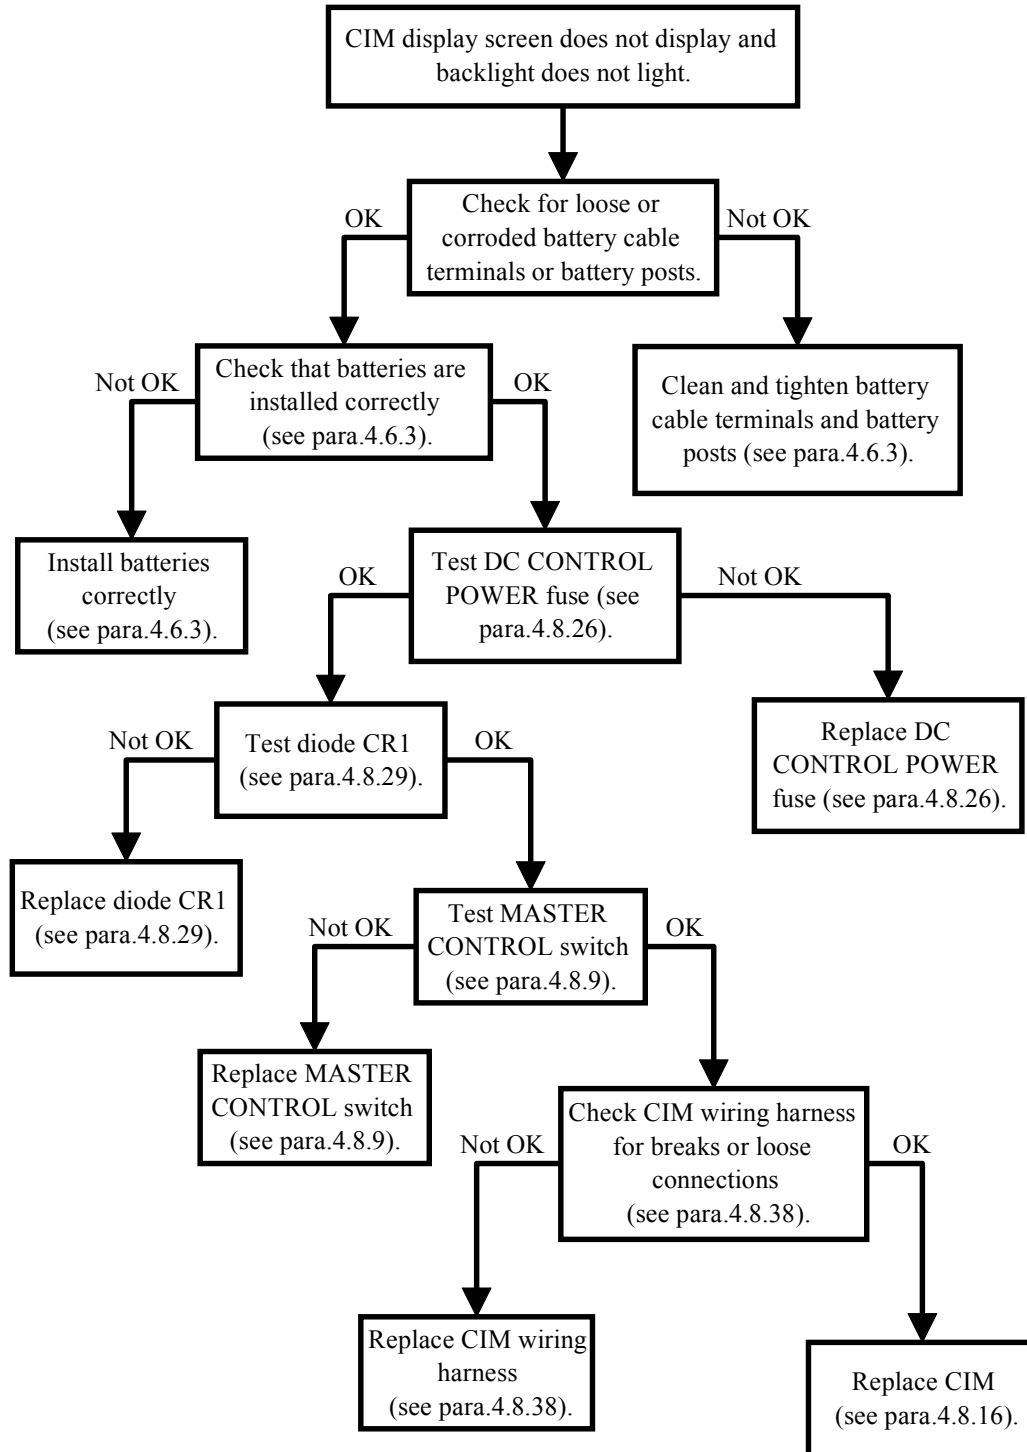 CIM display screen does not display and
backlight does not light.
OK
Check for loose or
corroded battery cable
terminals or battery posts.
Not OK
Not OK
Check that batteries are
installed correctly
(see para.4.6.3).
OK
Clean and tighten battery
cable terminals and battery
posts (see para.4.6.3).
Install batteries
correctly
(see para.4.6.3).
OK
Test DC CONTROL
POWER fuse (see
para.4.8.26).
Not OK
Not OK
Test diode CR1
(see para.4.8.29).
OK
Replace DC
CONTROL POWER
fuse (see para.4.8.26).
Replace diode CR1
(see para.4.8.29).
Not OK
Test MASTER
CONTROL switch
(see para.4.8.9).
OK
Replace MASTER
CONTROL switch
(see para.4.8.9).
Not OK
Check CIM wiring harness
for breaks or loose
connections
(see para.4.8.38).
OK
Replace CIM wiring
harness
(see para.4.8.38).
Replace CIM
(see para.4.8.16).